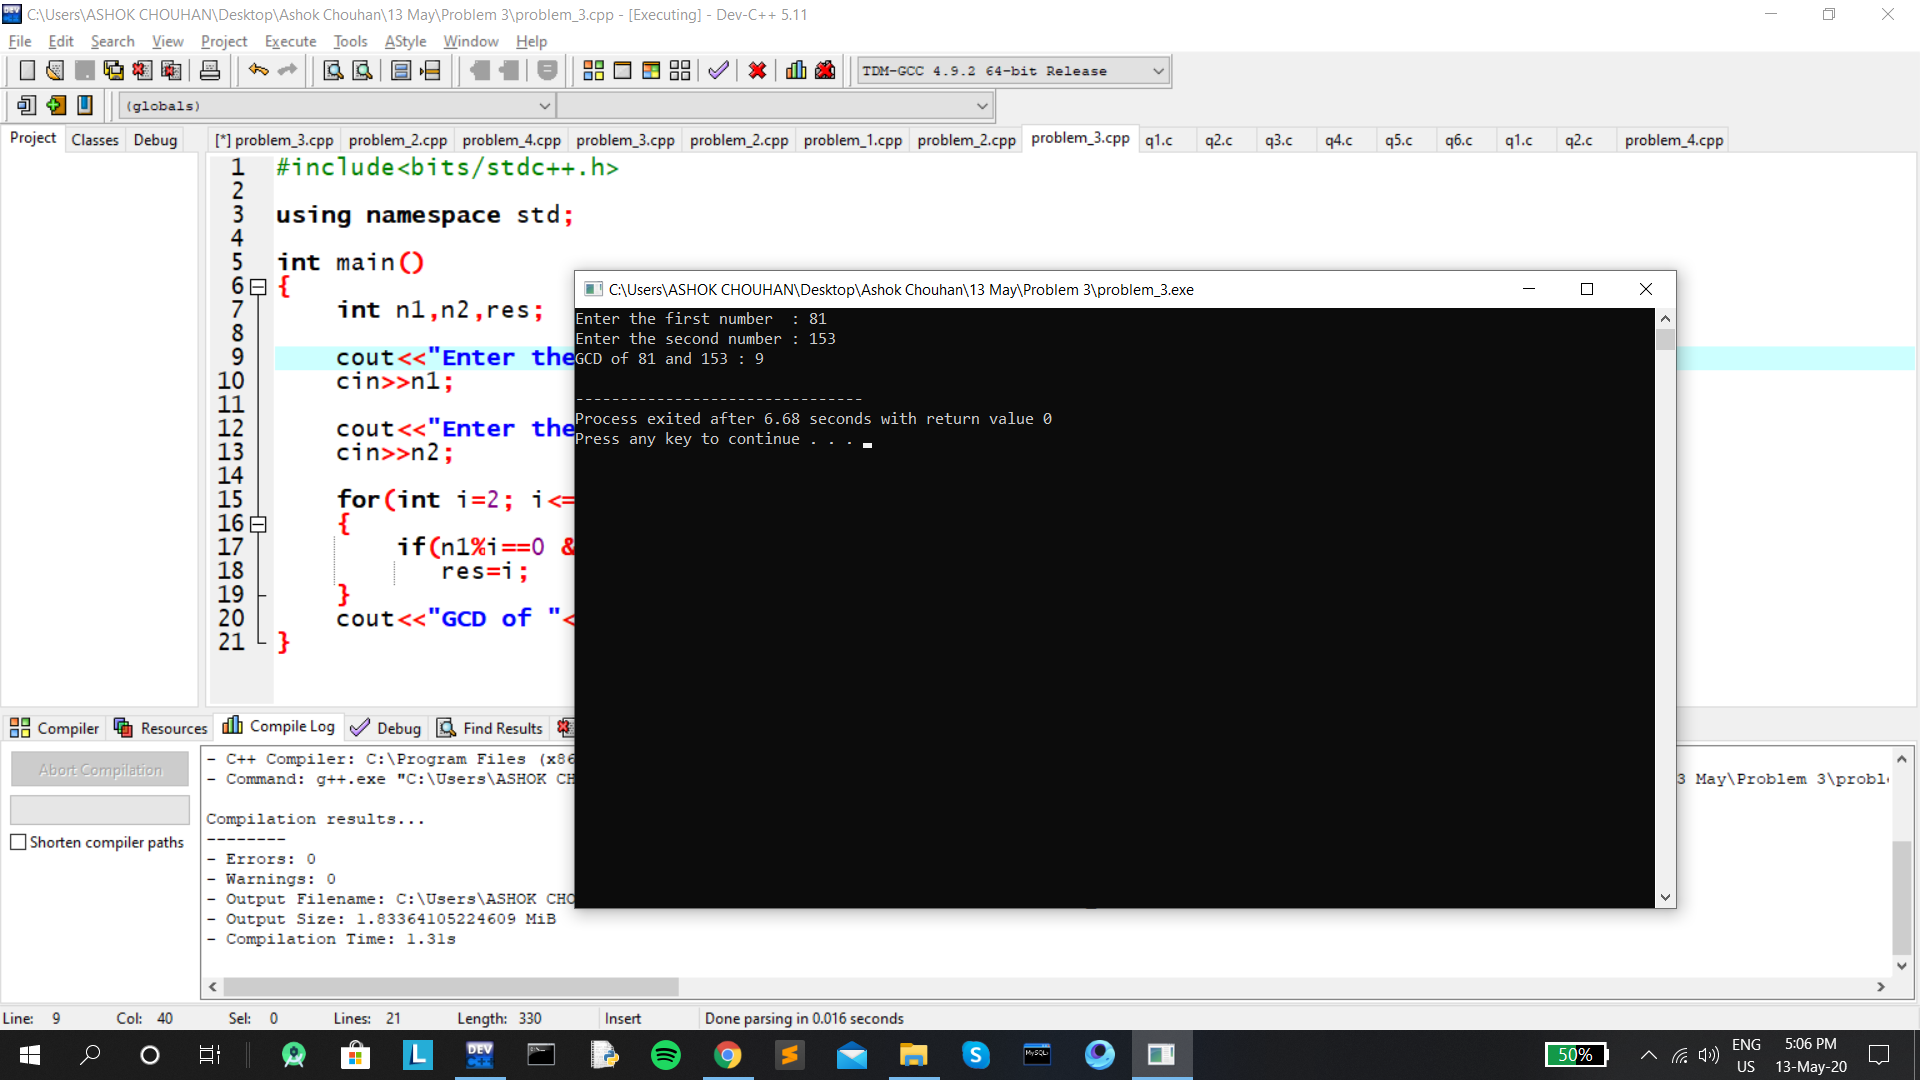 C:\Users\ASHOK CHOUHAN\Desktop\Ashok Chouhan\13 May\Problem 3\problem_3.cpp - [Executing] - Dev-C++ 5.11
File Edit Search View Project Execute Tools AStyle Window Help
TDM-GCC 4.9.2 64-bit Release
(globals)
Project Classes Debug
[*] problem_3.cpp problem_2.cpp problem_4.cpp problem_3.cpp problem_2.cpp problem_1.cpp problem_2.cpp problem_3.cpp q1.c q2.c q3.c q4.c q5.c q6.c q1.c q2.c problem_4.cpp
1 #include<bits/stdc++.h>
2
3 using namespace std;
4
5 int main()
6 {
7 int n1,n2,res;
8
9 cout<<"Enter the
10 cin>>n1;
11
12 cout<<"Enter the
13 cin>>n2;
14
15 for(int i=2; i<=
16 {
17 if(n1%i==0 &
18 res=i;
19 }
20 cout<<"GCD of "<
21 }
C:\Users\ASHOK CHOUHAN\Desktop\Ashok Chouhan\13 May\Problem 3\problem_3.exe
Enter the first number : 81
Enter the second number : 153
GCD of 81 and 153 : 9
--------------------------------
Process exited after 6.68 seconds with return value 0
Press any key to continue . . .
Compiler Resources Compile Log Debug Find Results
Abort Compilation
Shorten compiler paths
- C++ Compiler: C:\Program Files (x86
- Command: g++.exe "C:\Users\ASHOK CH
3 May\Problem 3\probl
Compilation results...
--------
- Errors: 0
- Warnings: 0
- Output Filename: C:\Users\ASHOK CHO
- Output Size: 1.83364105224609 MiB
- Compilation Time: 1.31s
Line: 9 Col: 40 Sel: 0 Lines: 21 Length: 330 Insert Done parsing in 0.016 seconds
L
DEV C++
MySQL
50%
ENG
US
5:06 PM
13-May-20